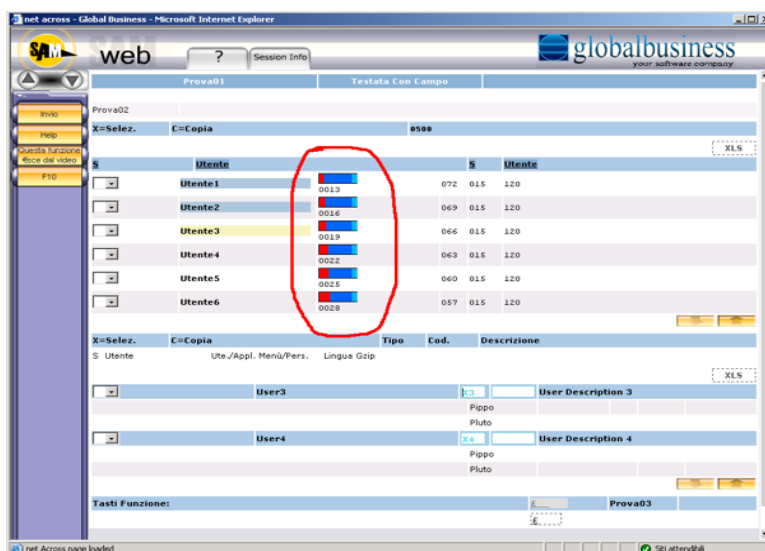 net across - Global Business - Microsoft Internet Explorer
SAM
SAM
web
?
Session Info
globalbusiness
your software company
Prova01 Testata Con Campo
Invio
Help
Questa funzione
esce dal video
F10
Prova02
X=Selez. C=Copia 0500
XLS
S Utente S Utente
Utente1 0013 072 015 120
Utente2 0016 069 015 120
Utente3 0019 066 015 120
Utente4 0022 063 015 120
Utente5 0025 060 015 120
Utente6 0028 057 015 120
X=Selez. C=Copia Tipo Cod. Descrizione
S Utente Ute./Appl. Menù/Pers. Lingua Gzip
XLS
User3 X3 User Description 3
Pippo
Pluto
User4 X4 User Description 4
Pippo
Pluto
Tasti Funzione: £__ Prova03
£
net Across page loaded Siti attendibili